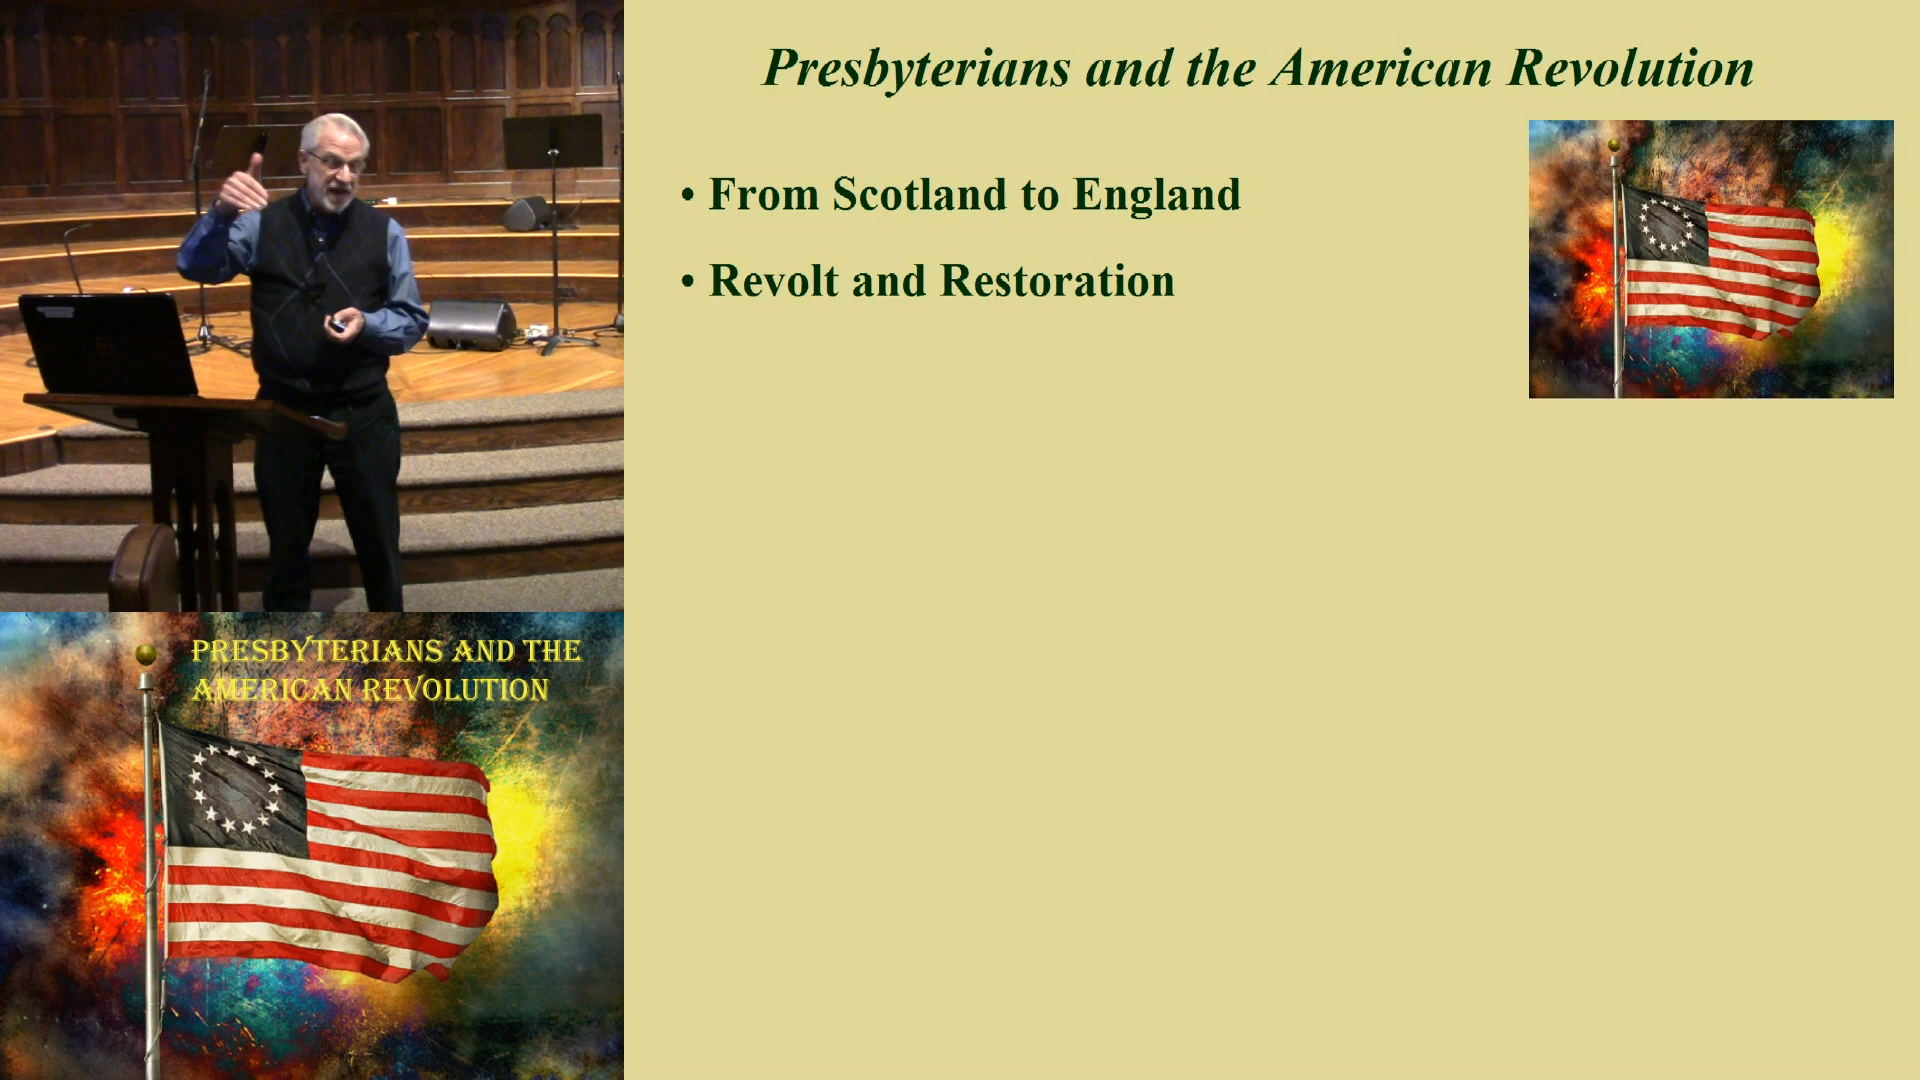 Presbyterians and the American Revolution
• From Scotland to England
• Revolt and Restoration
PRESBYTERIANS AND THE
AMERICAN REVOLUTION